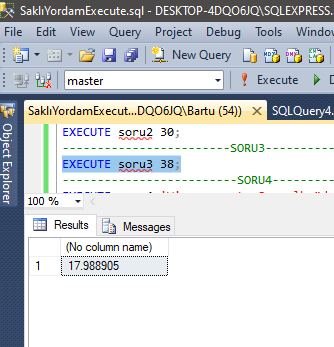 SaklıYordamExecute.sql - DESKTOP-4DQO6JQ\SQLEXPRESS.
File Edit View Query Project Debug Tools Window
New Query MDX DMX
master Execute
SaklıYordamExecut...DQO6JQ\Bartu (54)) SQLQuery4.
Object Explorer
EXECUTE soru2 30;
SORU3
EXECUTE soru3 38;
SORU4
100 %
Results Messages
(No column name)
1 17.988905